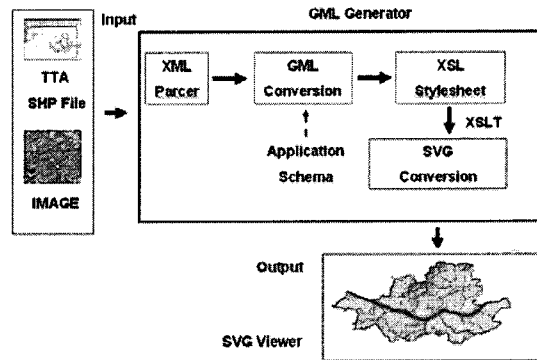 Input
GML Generator
TTA
SHP File
IMAGE
XML
Parcer
GML
Conversion
XSL
Stylesheet
XSLT
Application
Schema
SVG
Conversion
Output
SVG Viewer